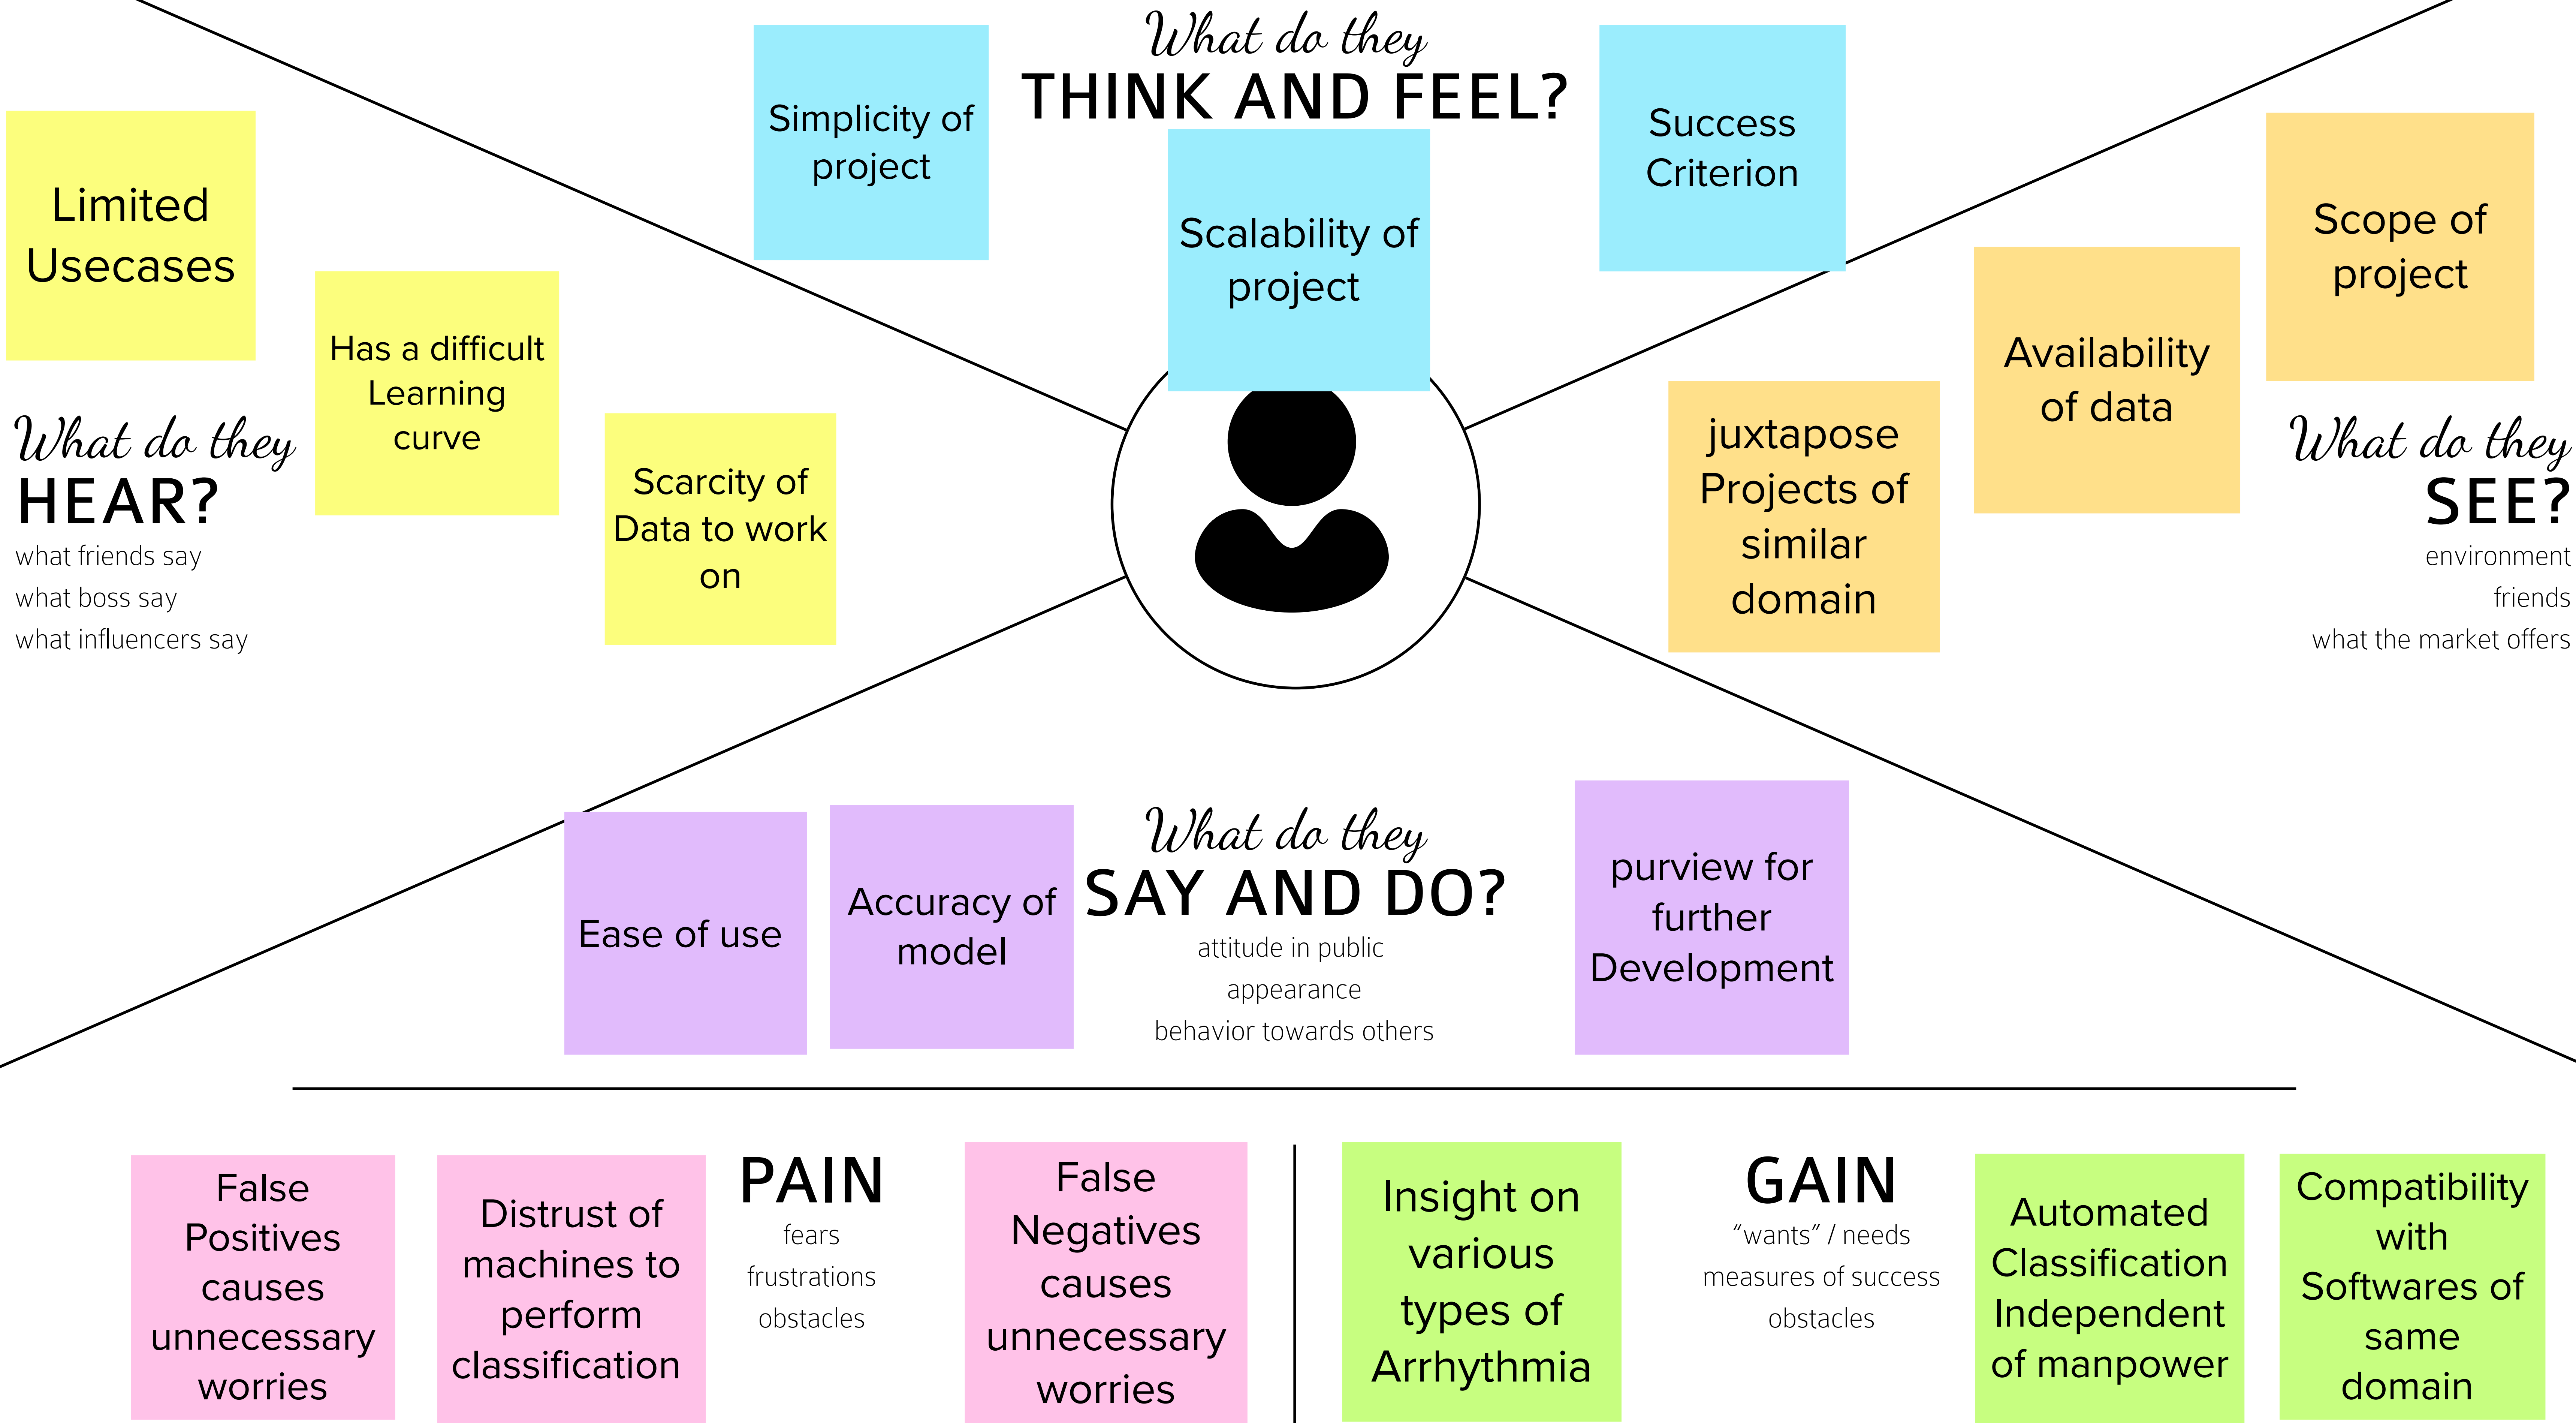 What do they
THINK AND FEEL?
Simplicity of
project
Scalability of
project
Success
Criterion
Limited
Usecases
Has a difficult
Learning
curve
Scarcity of
Data to work
on
What do they
HEAR?
what friends say
what boss say
what influencers say
Scope of
project
Availability
of data
juxtapose
Projects of
similar
domain
What do they
SEE?
environment
friends
what the market offers
Ease of use
Accuracy of
model
What do they
SAY AND DO?
attitude in public
appearance
behavior towards others
purview for
further
Development
False
Positives
causes
unnecessary
worries
Distrust of
machines to
perform
classification
PAIN
fears
frustrations
obstacles
False
Negatives
causes
unnecessary
worries
Insight on
various
types of
Arrhythmia
GAIN
“wants” / needs
measures of success
obstacles
Automated
Classification
Independent
of manpower
Compatibility
with
Softwares of
same
domain